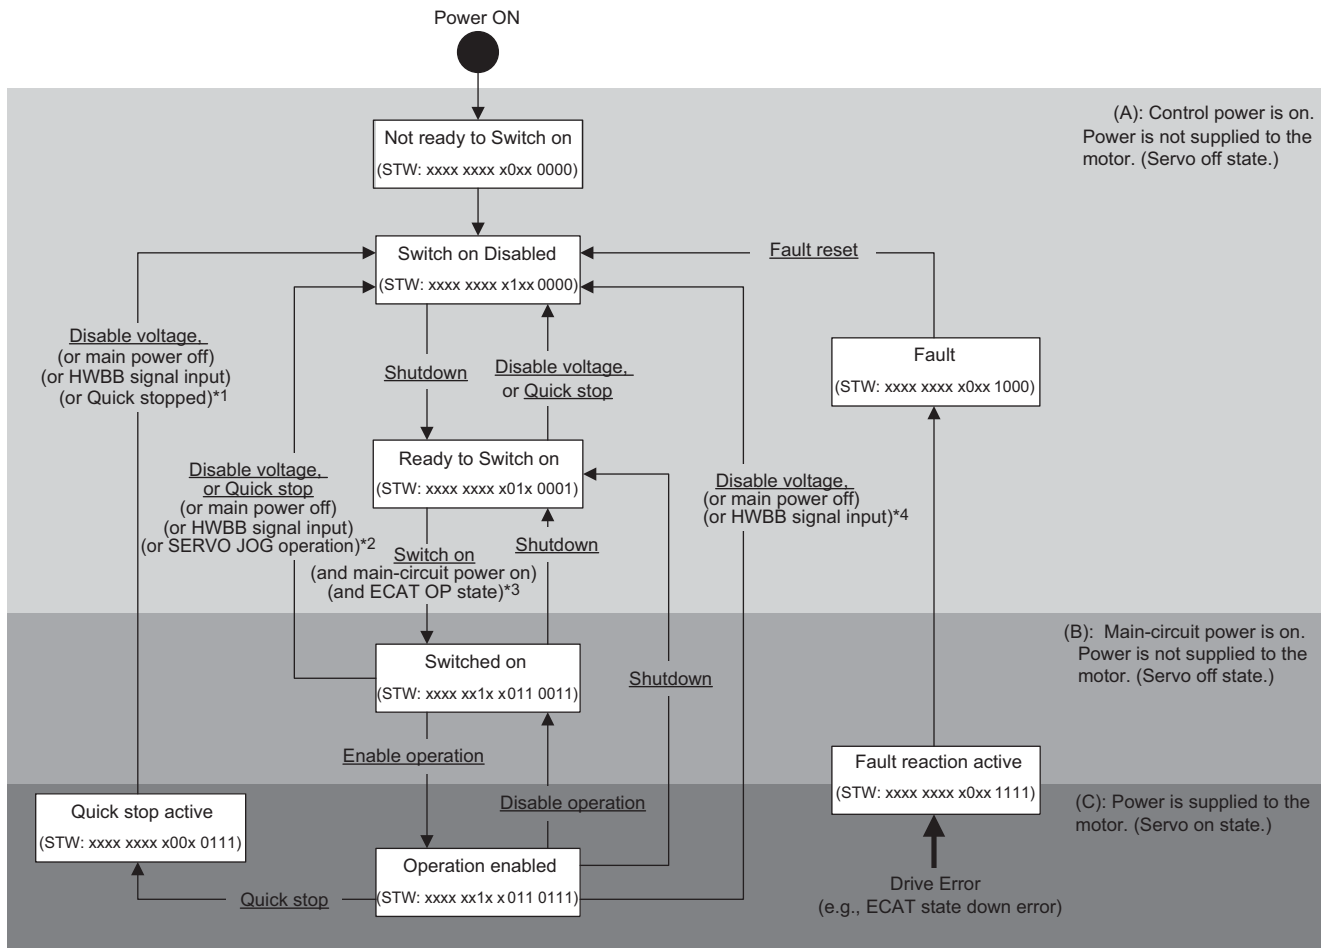 Power ON
(A): Control power is on.
Power is not supplied to the
motor. (Servo off state.)
Not ready to Switch on
(STW: xxxx xxxx x0xx 0000)
Switch on Disabled
(STW: xxxx xxxx x1xx 0000)
Fault reset
Disable voltage,
(or main power off)
(or HWBB signal input)
(or Quick stopped)*1
Shutdown
Disable voltage,
or Quick stop
Fault
(STW: xxxx xxxx x0xx 1000)
Ready to Switch on
(STW: xxxx xxxx x01x 0001)
Disable voltage,
or Quick stop
(or main power off)
(or HWBB signal input)
(or SERVO JOG operation)*2
Disable voltage,
(or main power off)
(or HWBB signal input)*4
Switch on
(and main-circuit power on)
(and ECAT OP state)*3
Shutdown
(B): Main-circuit power is on.
Power is not supplied to the
motor. (Servo off state.)
Switched on
(STW: xxxx xx1x x011 0011)
Shutdown
Enable operation
Disable operation
Fault reaction active
(STW: xxxx xxxx x0xx 1111)
(C): Power is supplied to the
motor. (Servo on state.)
Quick stop active
(STW: xxxx xxxx x00x 0111)
Operation enabled
(STW: xxxx xx1x x011 0111)
Quick stop
Drive Error
(e.g., ECAT state down error)